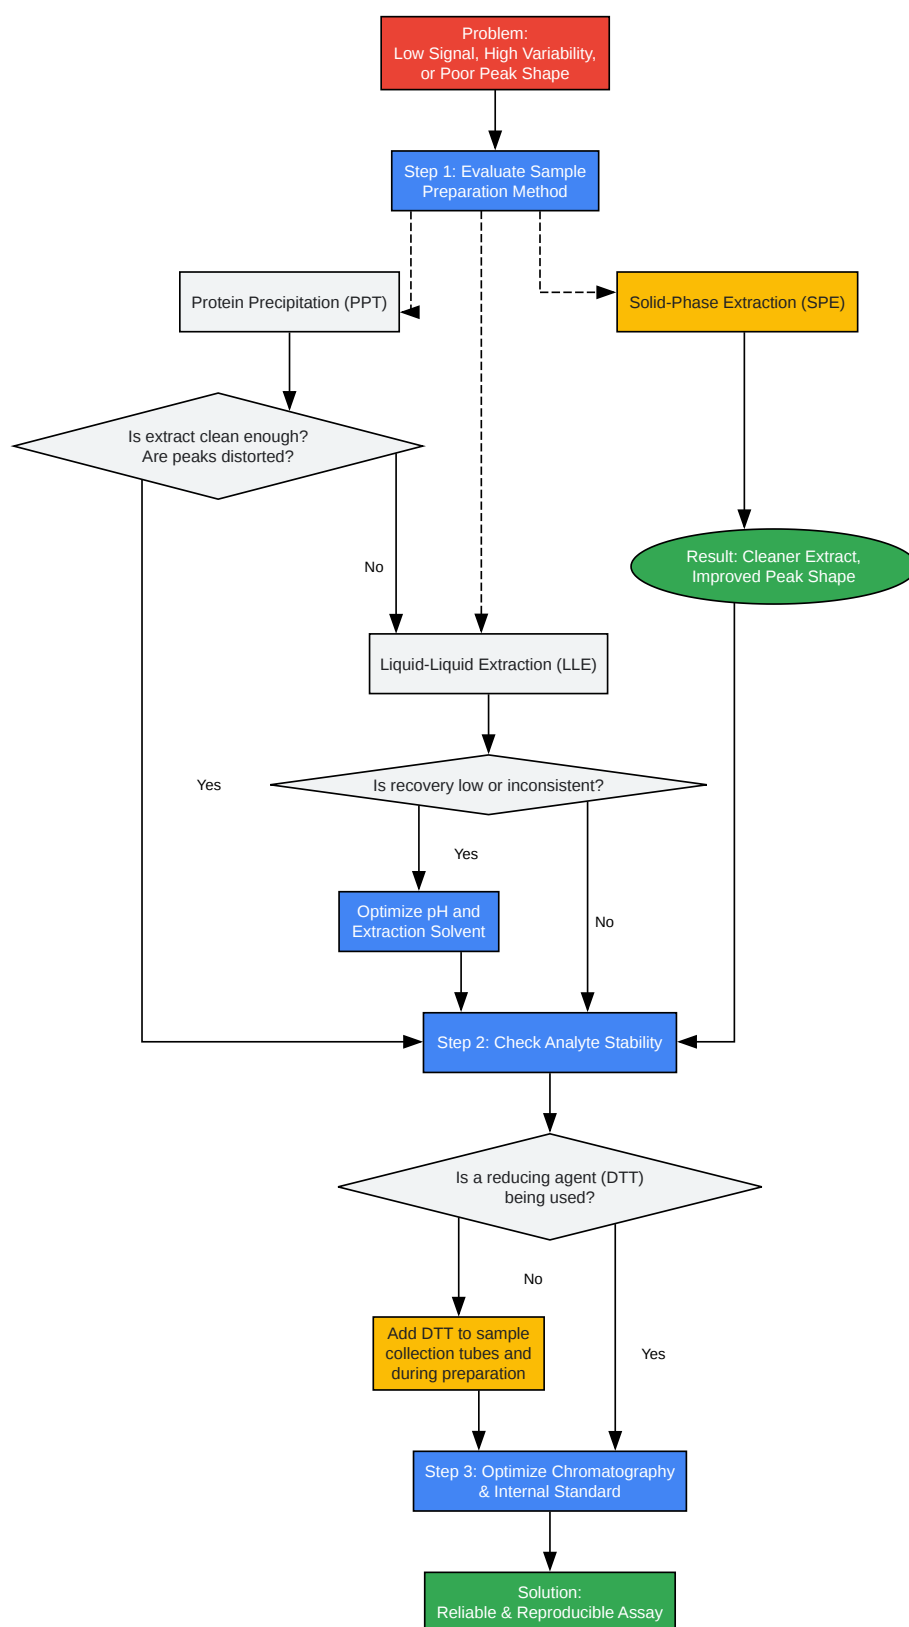 Problem:
Low Signal, High Variability,
or Poor Peak Shape
Step 1: Evaluate Sample
Preparation Method
Protein Precipitation (PPT)
Solid-Phase Extraction (SPE)
Is extract clean enough?
Are peaks distorted?
Result: Cleaner Extract,
Improved Peak Shape
No
Liquid-Liquid Extraction (LLE)
Yes
Is recovery low or inconsistent?
Yes
Optimize pH and
Extraction Solvent
No
Step 2: Check Analyte Stability
Is a reducing agent (DTT)
being used?
No
Add DTT to sample
collection tubes and
during preparation
Yes
Step 3: Optimize Chromatography
& Internal Standard
Solution:
Reliable & Reproducible Assay